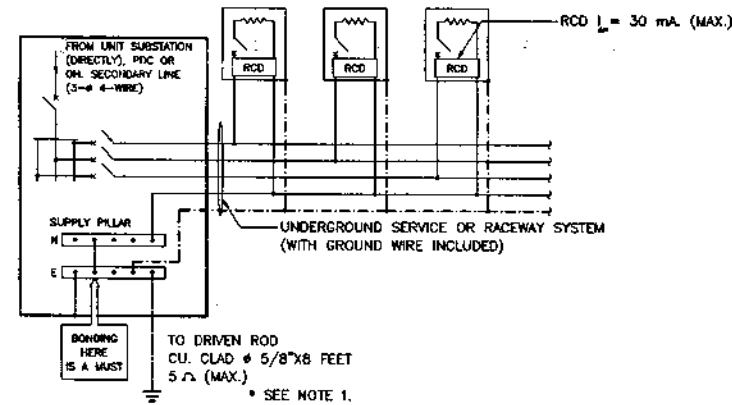 FROM UNIT SUBSTATION
(DIRECTLY), PDC OR
OH. SECONDARY LINE
(3-ø 4-WIRE)
RCD
RCD
RCD
RCD I∆n = 30 mA. (MAX.)
SUPPLY PILLAR
N
E
UNDERGROUND SERVICE OR RACEWAY SYSTEM
(WITH GROUND WIRE INCLUDED)
BONDING
HERE
IS A MUST
TO DRIVEN ROD
CU. CLAD ø 5/8"X8 FEET
5 Ω (MAX.)
* SEE NOTE 1.